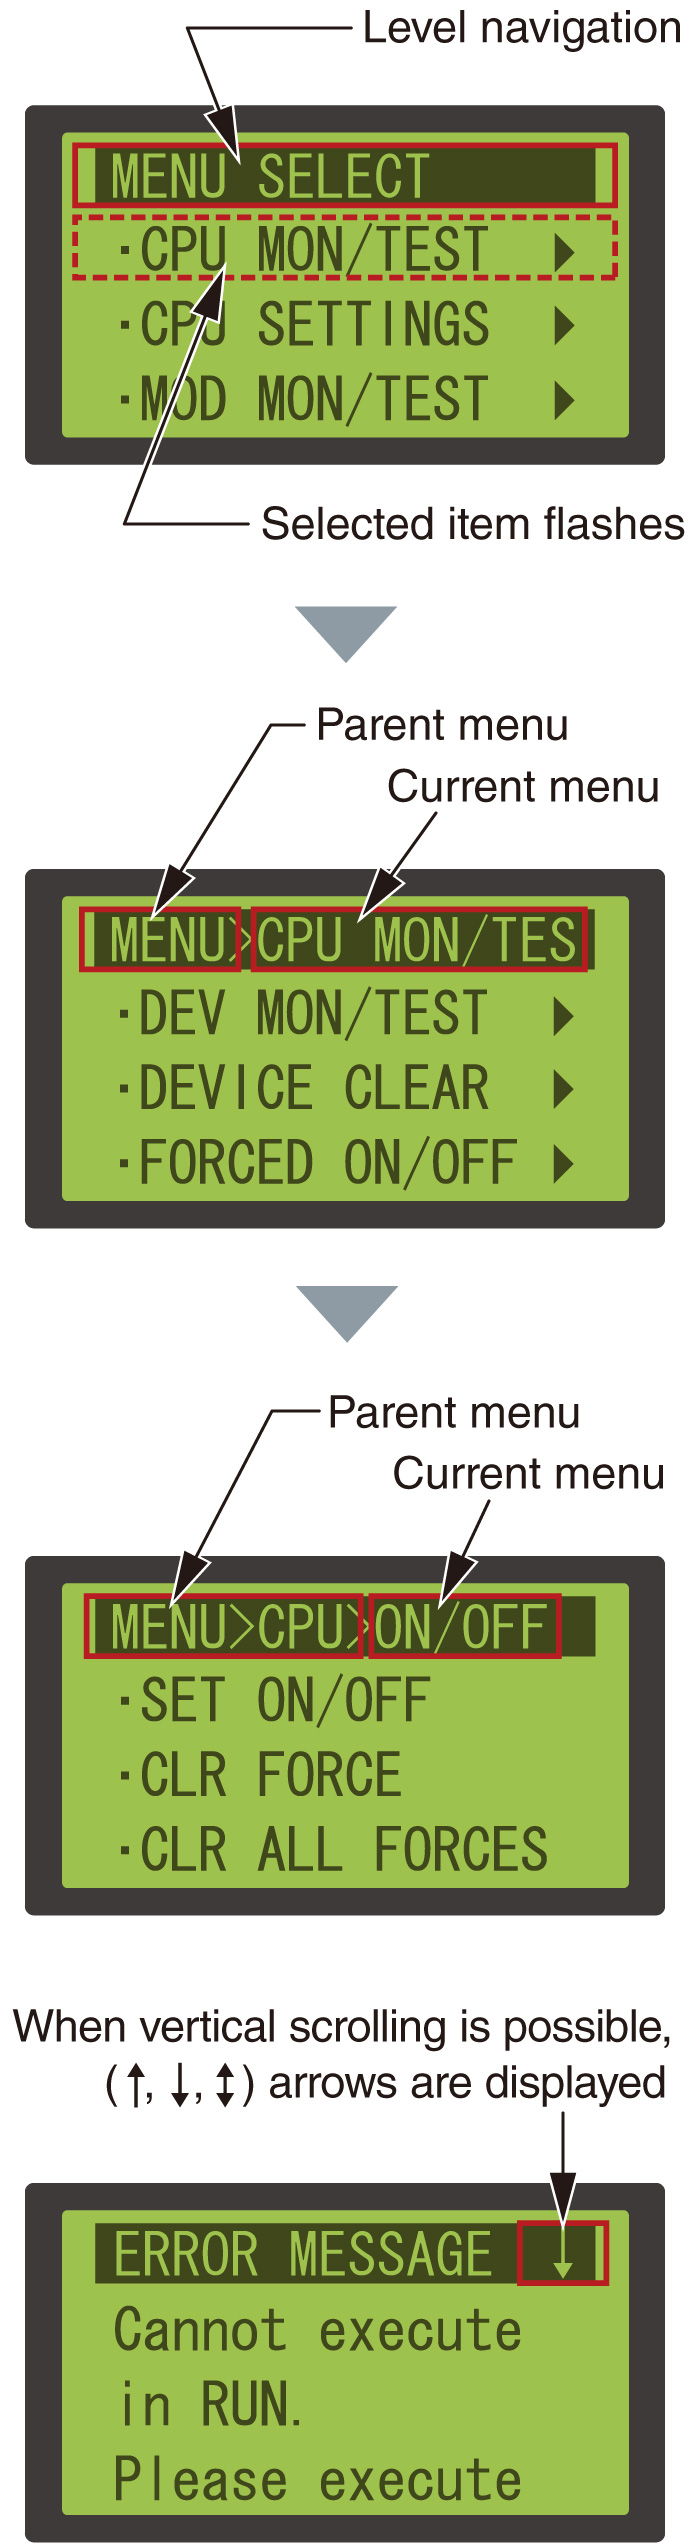 Level navigation
MENU SELECT
·CPU MON/TEST ▶
·CPU SETTINGS ▶
·MOD MON/TEST ▶
Selected item flashes
Parent menu
Current menu
MENU>CPU MON/TES
·DEV MON/TEST ▶
·DEVICE CLEAR ▶
·FORCED ON/OFF ▶
Parent menu
Current menu
MENU>CPU>ON/OFF
·SET ON/OFF
·CLR FORCE
·CLR ALL FORCES
When vertical scrolling is possible,
(↑, ↓, ↕) arrows are displayed
ERROR MESSAGE ↓
Cannot execute
in RUN.
Please execute